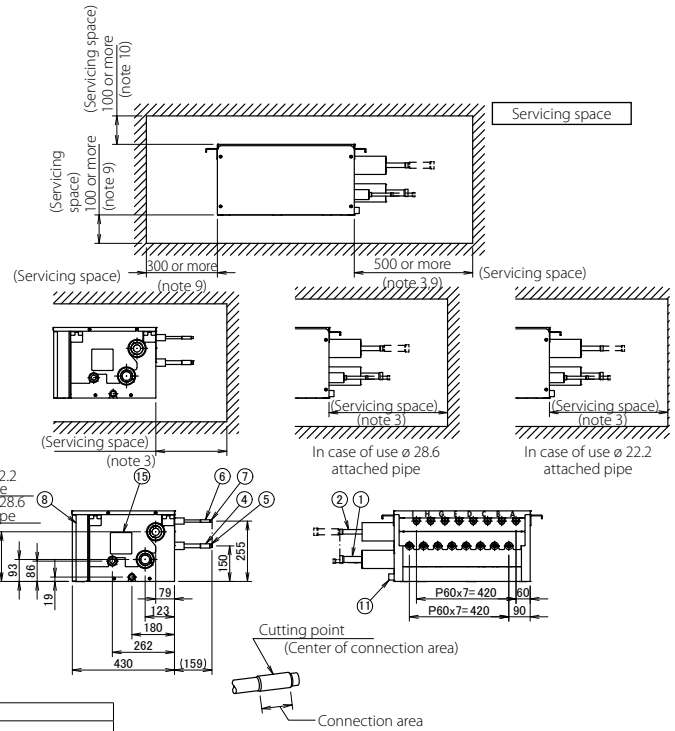 (Servicing space)
100 or more
(note 10)
Servicing space
(Servicing
space)
100 or more
(note 9)
300 or more
(note 9)
500 or more
(note 3,9)
(Servicing space)
(Servicing space)
(Servicing space)
(note 3)
(Servicing space)
(note 3)
In case of use ø 28.6
attached pipe
(Servicing space)
(note 3)
In case of use ø 22.2
attached pipe
2.2
28.6
8
15
6
7
4
5
93
86
19
79
123
180
262
430
(159)
150
255
2
1
11
H G F E D C B A
P60x7=420
60
P60x7=420
90
Cutting point
(Center of connection area)
Connection area